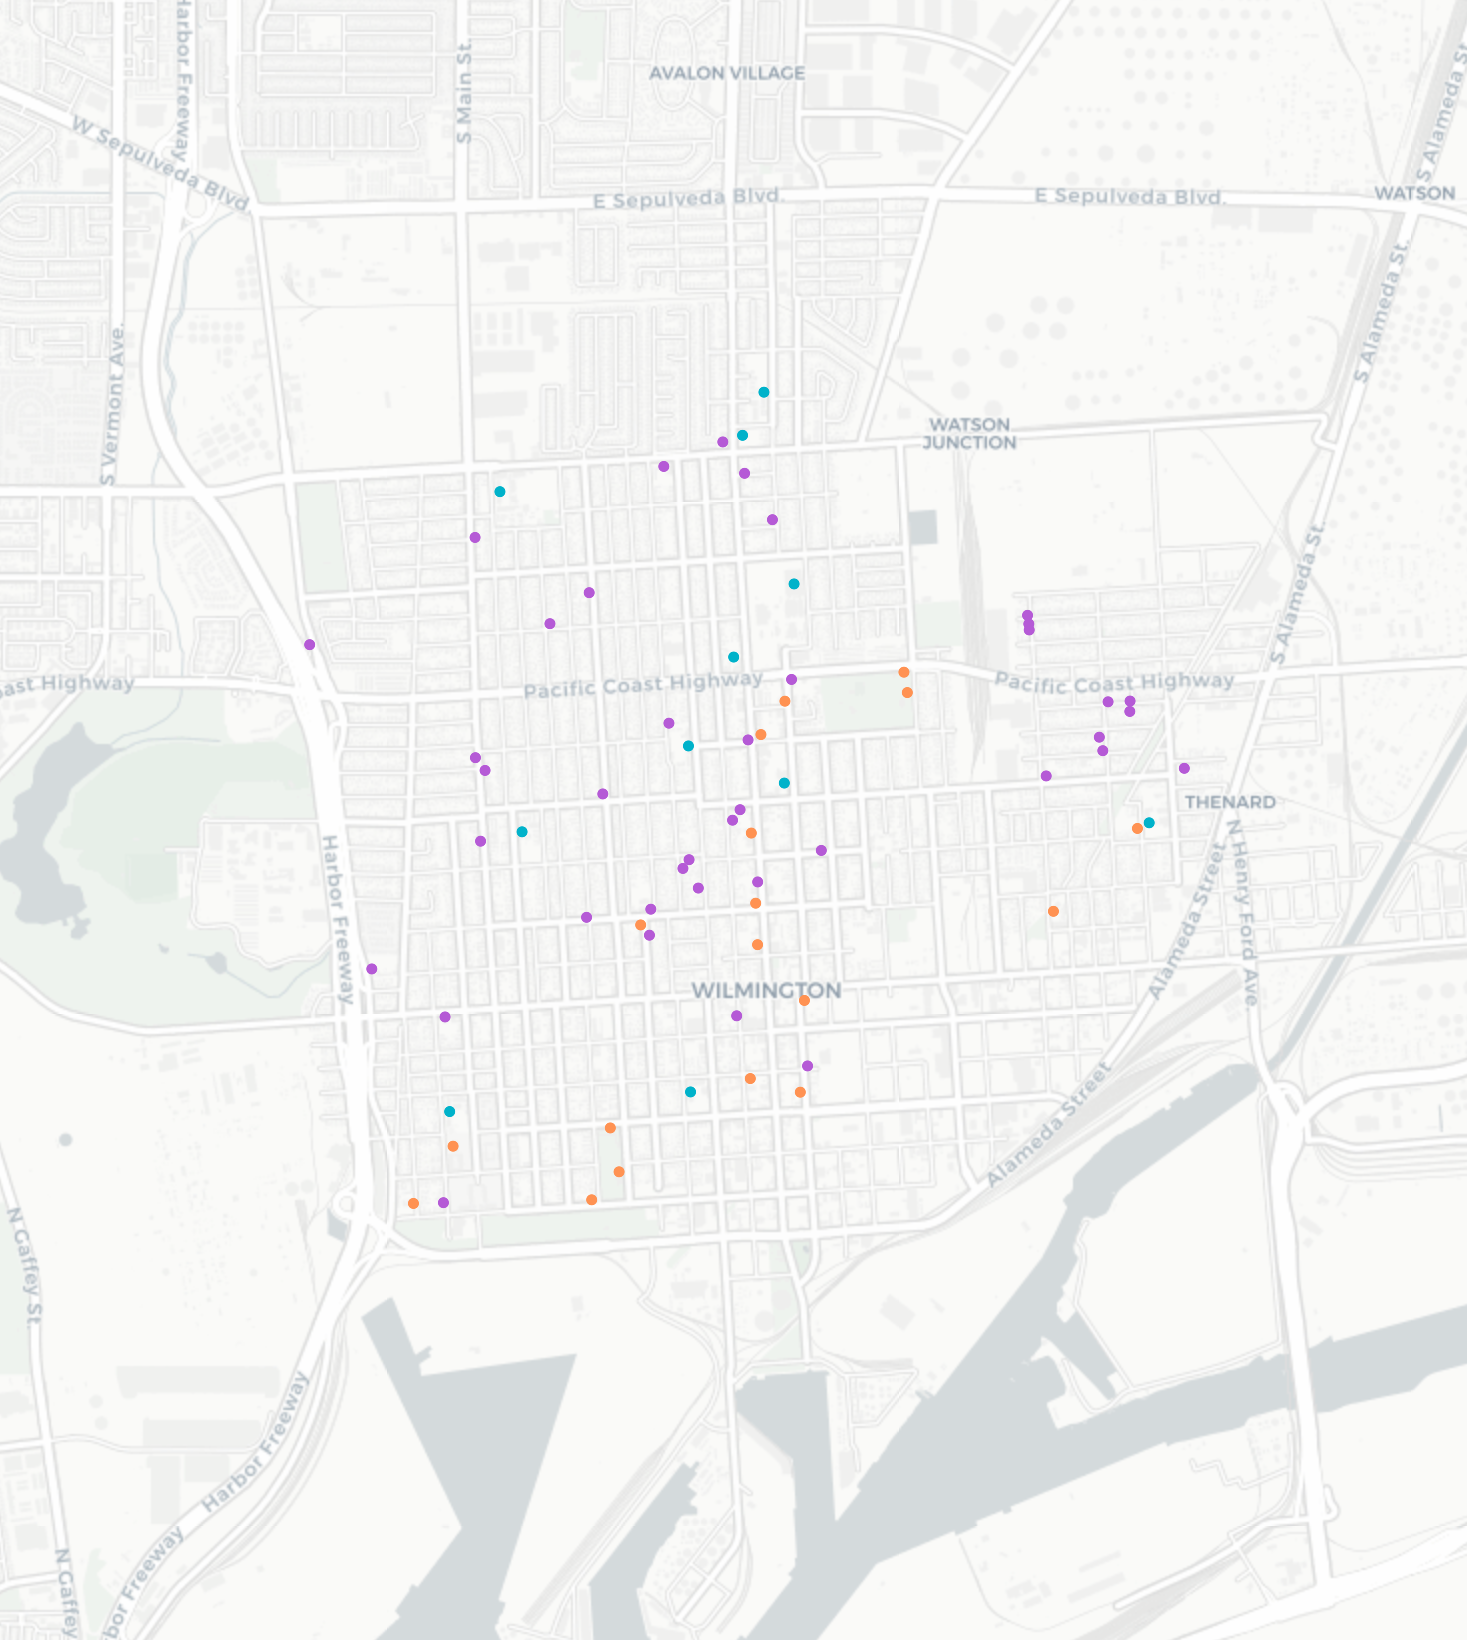 Harbor Freeway
S Main St.
AVALON VILLAGE
S Alameda St
W Sepulveda Blvd.
E Sepulveda Blvd.
E Sepulveda Blvd.
WATSON
S Alameda St.
S Vermont Ave.
WATSON
JUNCTION
S Alameda St.
ast Highway
Pacific Coast Highway
Pacific Coast Highway
THENARD
Harbor Freeway
N Henry Ford Ave
Alameda Street
WILMINGTON
Alameda Street
N Gaffey St.
Harbor Freeway
N Gaffey
bor Freeway